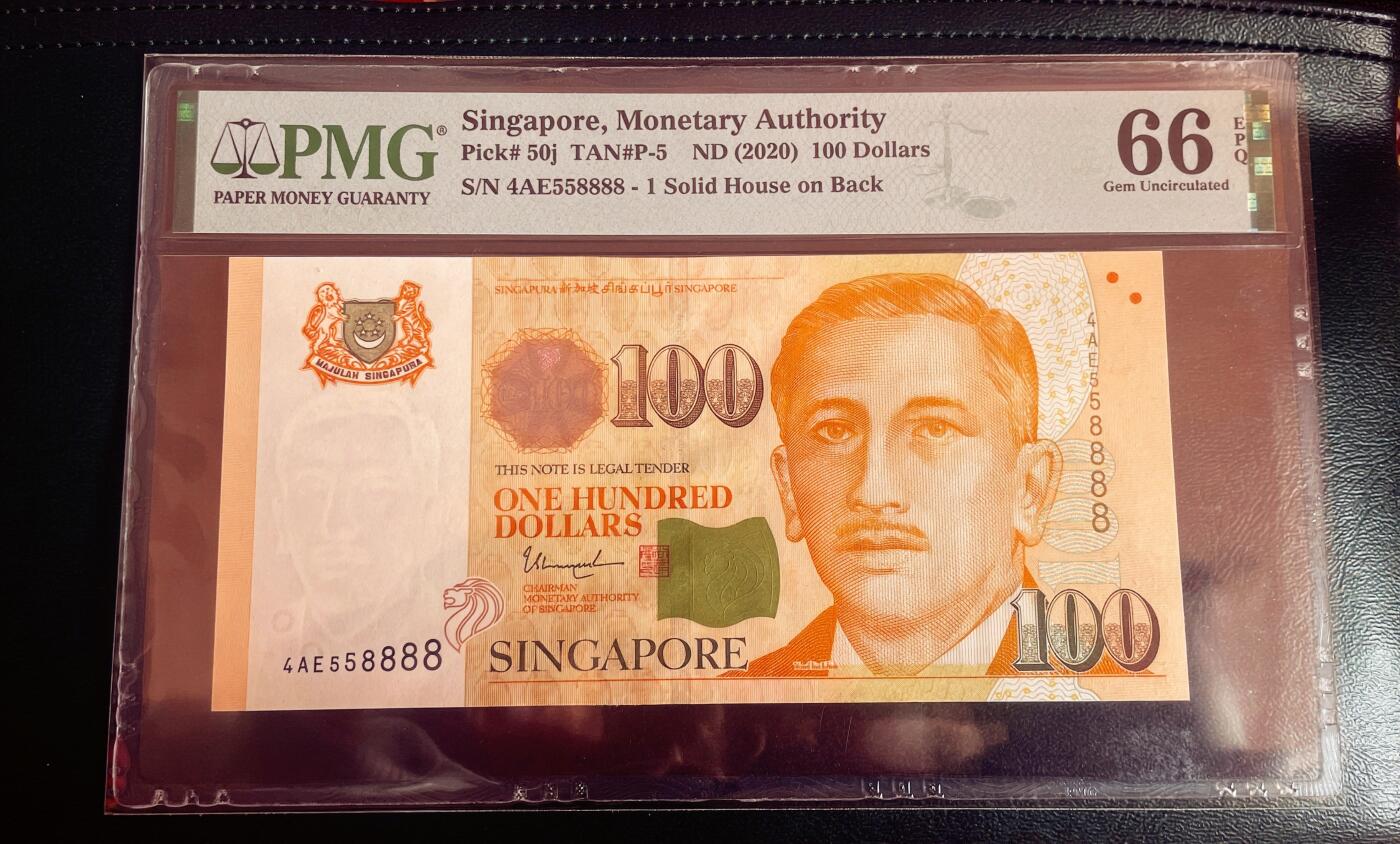 PMG®
PAPER MONEY GUARANTY
Singapore, Monetary Authority
Pick# 50j TAN#P-5 ND (2020) 100 Dollars
S/N 4AE558888 - 1 Solid House on Back
66
EPQ
Gem Uncirculated
MAJULAH SINGAPURA
SINGAPURA 新加坡 சிங்கப்பூர் SINGAPORE
100
4AE558888
THIS NOTE IS LEGAL TENDER
ONE HUNDRED
DOLLARS
CHAIRMAN
MONETARY AUTHORITY
OF SINGAPORE
4AE558888
SINGAPORE
100